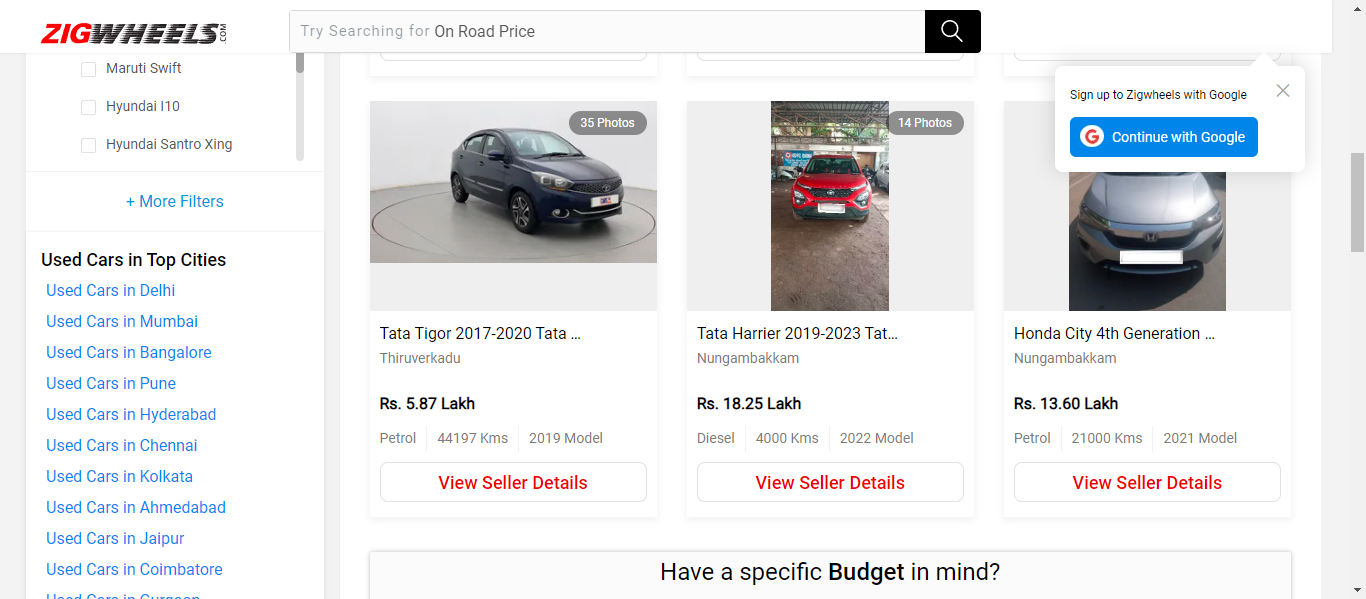 ZIGWHEELS.COM
Try Searching for On Road Price
Maruti Swift
Hyundai I10
Hyundai Santro Xing
+ More Filters
Used Cars in Top Cities
Used Cars in Delhi
Used Cars in Mumbai
Used Cars in Bangalore
Used Cars in Pune
Used Cars in Hyderabad
Used Cars in Chennai
Used Cars in Kolkata
Used Cars in Ahmedabad
Used Cars in Jaipur
Used Cars in Coimbatore
Used Cars in Gurgaon
Sign up to Zigwheels with Google
Continue with Google
35 Photos
Tata Tigor 2017-2020 Tata ...
Thiruverkadu
Rs. 5.87 Lakh
Petrol 44197 Kms 2019 Model
View Seller Details
14 Photos
Tata Harrier 2019-2023 Tat...
Nungambakkam
Rs. 18.25 Lakh
Diesel 4000 Kms 2022 Model
View Seller Details
Honda City 4th Generation ...
Nungambakkam
Rs. 13.60 Lakh
Petrol 21000 Kms 2021 Model
View Seller Details
Have a specific Budget in mind?